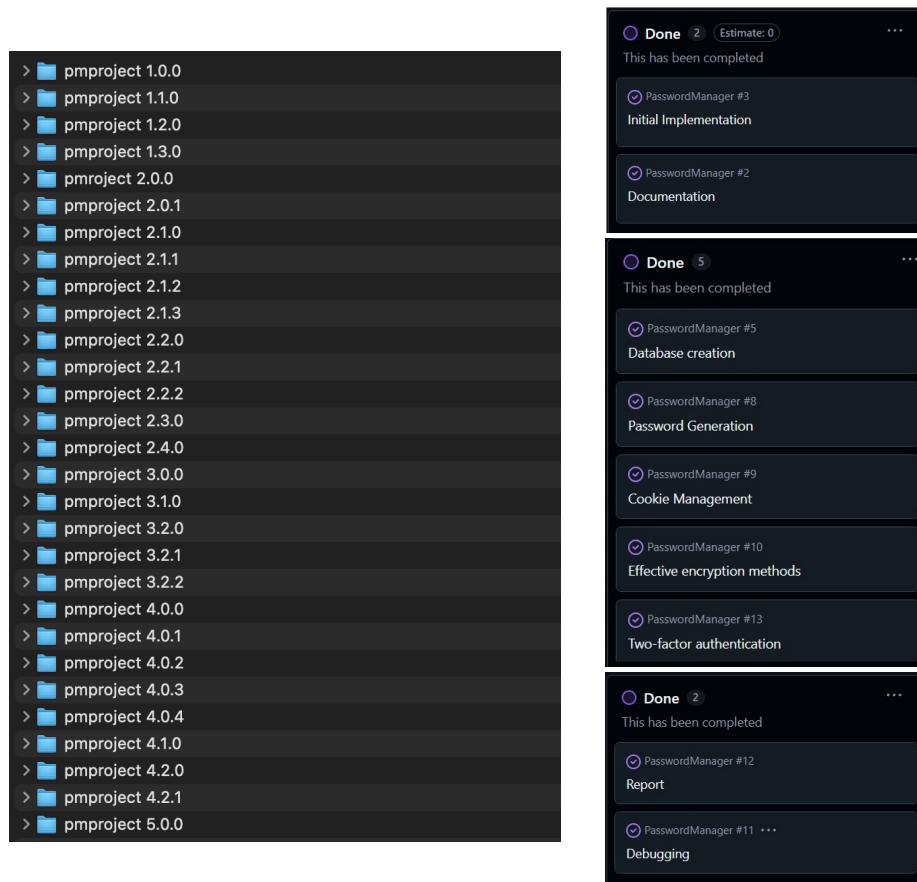 pmproject 1.0.0
pmproject 1.1.0
pmproject 1.2.0
pmproject 1.3.0
pmroject 2.0.0
pmproject 2.0.1
pmproject 2.1.0
pmproject 2.1.1
pmproject 2.1.2
pmproject 2.1.3
pmproject 2.2.0
pmproject 2.2.1
pmproject 2.2.2
pmproject 2.3.0
pmproject 2.4.0
pmproject 3.0.0
pmproject 3.1.0
pmproject 3.2.0
pmproject 3.2.1
pmproject 3.2.2
pmproject 4.0.0
pmproject 4.0.1
pmproject 4.0.2
pmproject 4.0.3
pmproject 4.0.4
pmproject 4.1.0
pmproject 4.2.0
pmproject 4.2.1
pmproject 5.0.0
Done 2 Estimate: 0
This has been completed
PasswordManager #3
Initial Implementation
PasswordManager #2
Documentation
Done 5
This has been completed
PasswordManager #5
Database creation
PasswordManager #8
Password Generation
PasswordManager #9
Cookie Management
PasswordManager #10
Effective encryption methods
PasswordManager #13
Two-factor authentication
Done 2
This has been completed
PasswordManager #12
Report
PasswordManager #11
Debugging